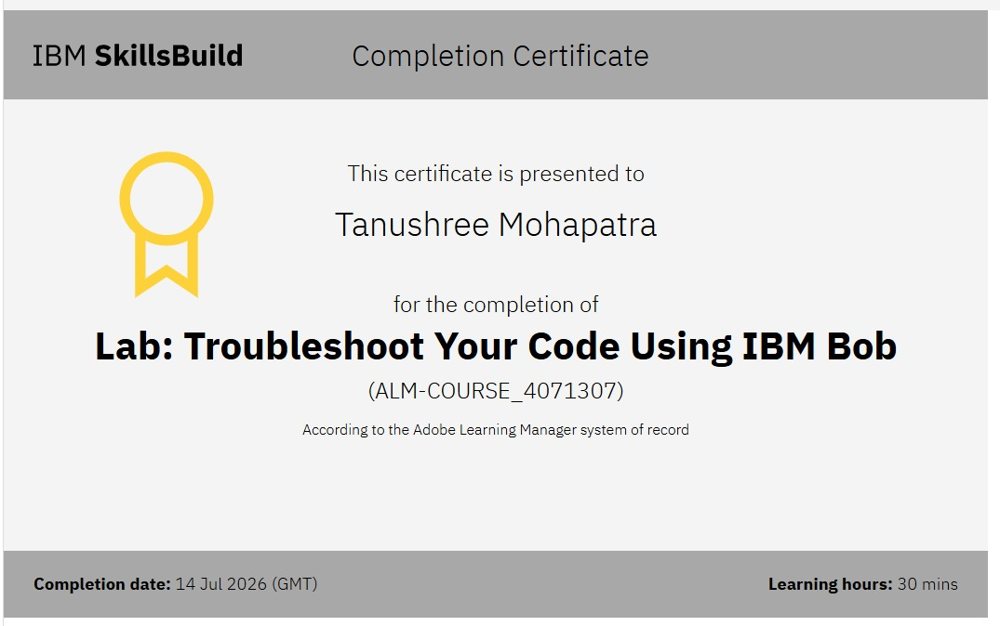 IBM SkillsBuild
Completion Certificate
This certificate is presented to
Tanushree Mohapatra
for the completion of
Lab: Troubleshoot Your Code Using IBM Bob
(ALM-COURSE_4071307)
According to the Adobe Learning Manager system of record
Completion date: 14 Jul 2026 (GMT)
Learning hours: 30 mins